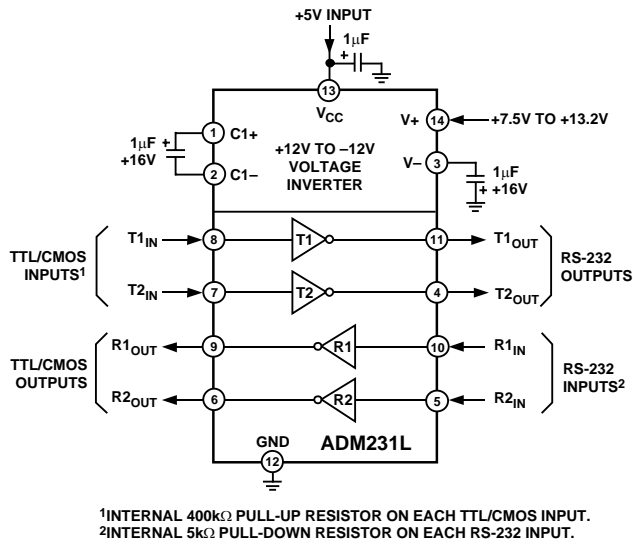 +5V INPUT
1µF
+
13
VCC
1µF +
+16V
1 C1+
2 C1–
+12V TO –12V
VOLTAGE
INVERTER
V+ 14 +7.5V TO +13.2V
V– 3
1µF
+ +16V
TTL/CMOS
INPUTS1
T1IN 8 T1 11 T1OUT
T2IN 7 T2 4 T2OUT
RS-232
OUTPUTS
TTL/CMOS
OUTPUTS
R1OUT 9 R1 10 R1IN
R2OUT 6 R2 5 R2IN
RS-232
INPUTS2
GND
12
ADM231L
1INTERNAL 400kΩ PULL-UP RESISTOR ON EACH TTL/CMOS INPUT.
2INTERNAL 5kΩ PULL-DOWN RESISTOR ON EACH RS-232 INPUT.